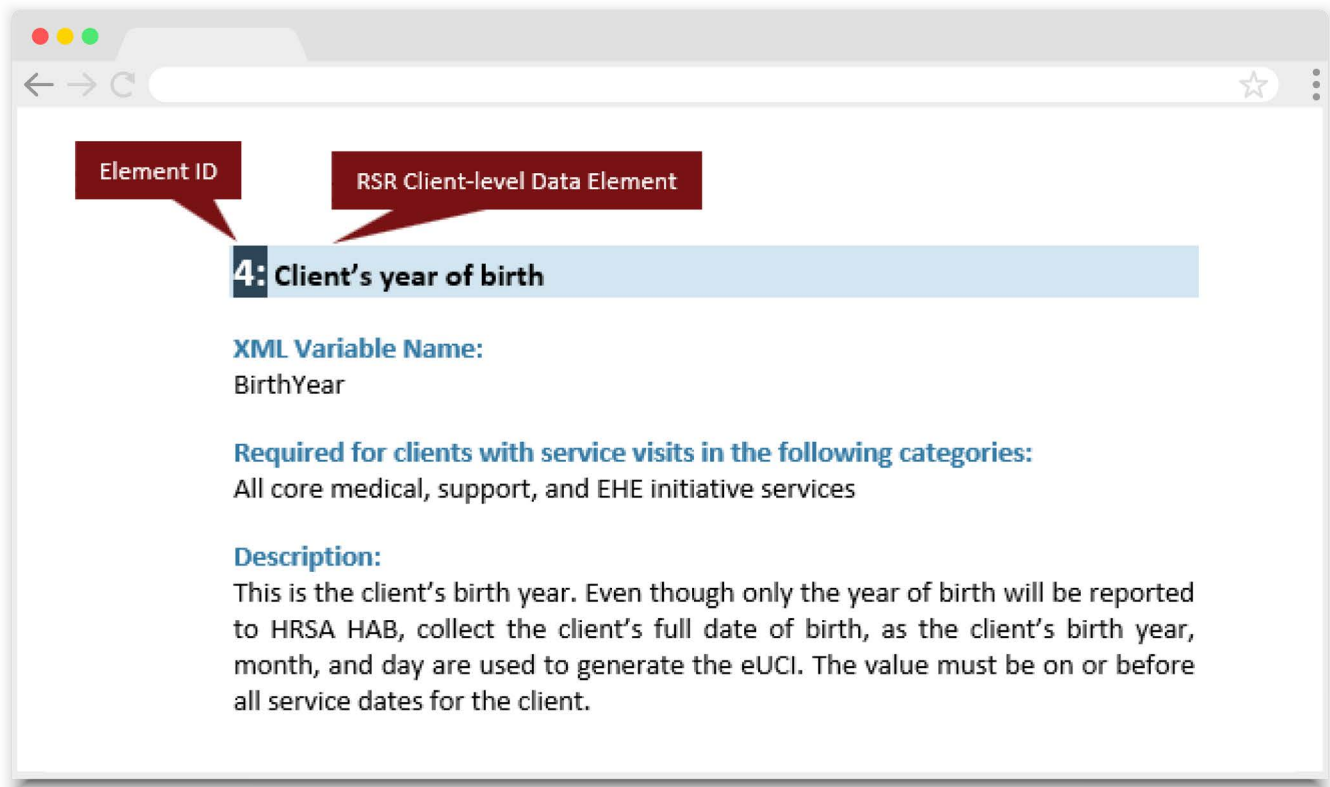 Element ID
RSR Client-level Data Element
4: Client’s year of birth
XML Variable Name:
BirthYear
Required for clients with service visits in the following categories:
All core medical, support, and EHE initiative services
Description:
This is the client’s birth year. Even though only the year of birth will be reported
to HRSA HAB, collect the client’s full date of birth, as the client’s birth year,
month, and day are used to generate the eUCI. The value must be on or before
all service dates for the client.